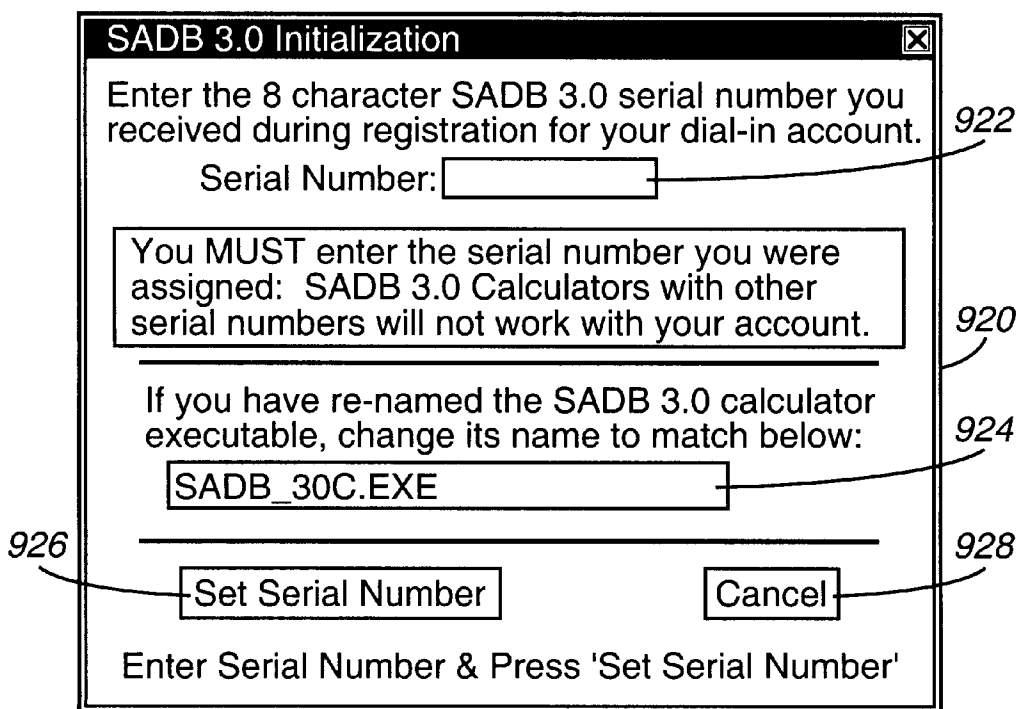 SADB 3.0 Initialization
Enter the 8 character SADB 3.0 serial number you
received during registration for your dial-in account.
922
Serial Number:
You MUST enter the serial number you were
assigned: SADB 3.0 Calculators with other
serial numbers will not work with your account.
920
If you have re-named the SADB 3.0 calculator
executable, change its name to match below:
924
SADB_30C.EXE
926
928
Set Serial Number
Cancel
Enter Serial Number & Press 'Set Serial Number'